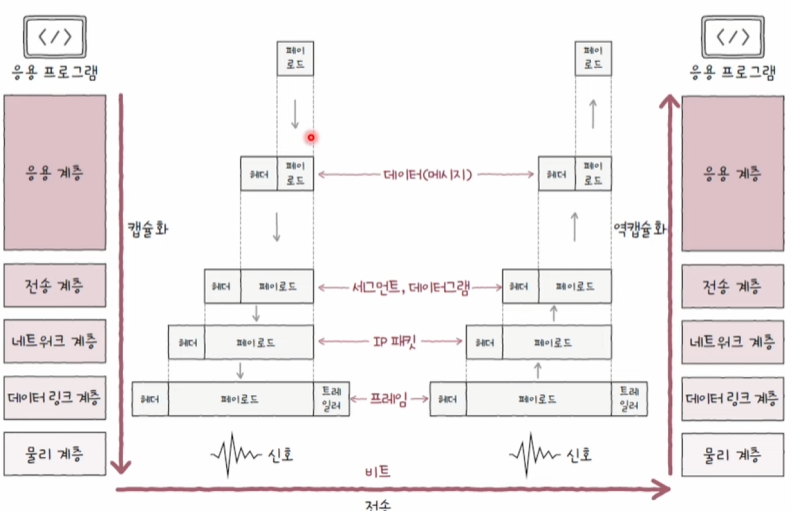 </>
</>
응용 프로그램
응용 프로그램
페이
로드
페이
로드
응용 계층
헤더
페이
로드
데이터(메시지)
헤더
페이
로드
응용 계층
캡슐화
역캡슐화
전송 계층
헤더
페이로드
세그먼트, 데이터그램
헤더
페이로드
전송 계층
네트워크 계층
헤더
페이로드
IP 패킷
헤더
페이로드
네트워크 계층
데이터 링크 계층
헤더
페이로드
트레
일러
프레임
헤더
페이로드
트레
일러
데이터 링크 계층
물리 계층
신호
신호
물리 계층
비트
전송